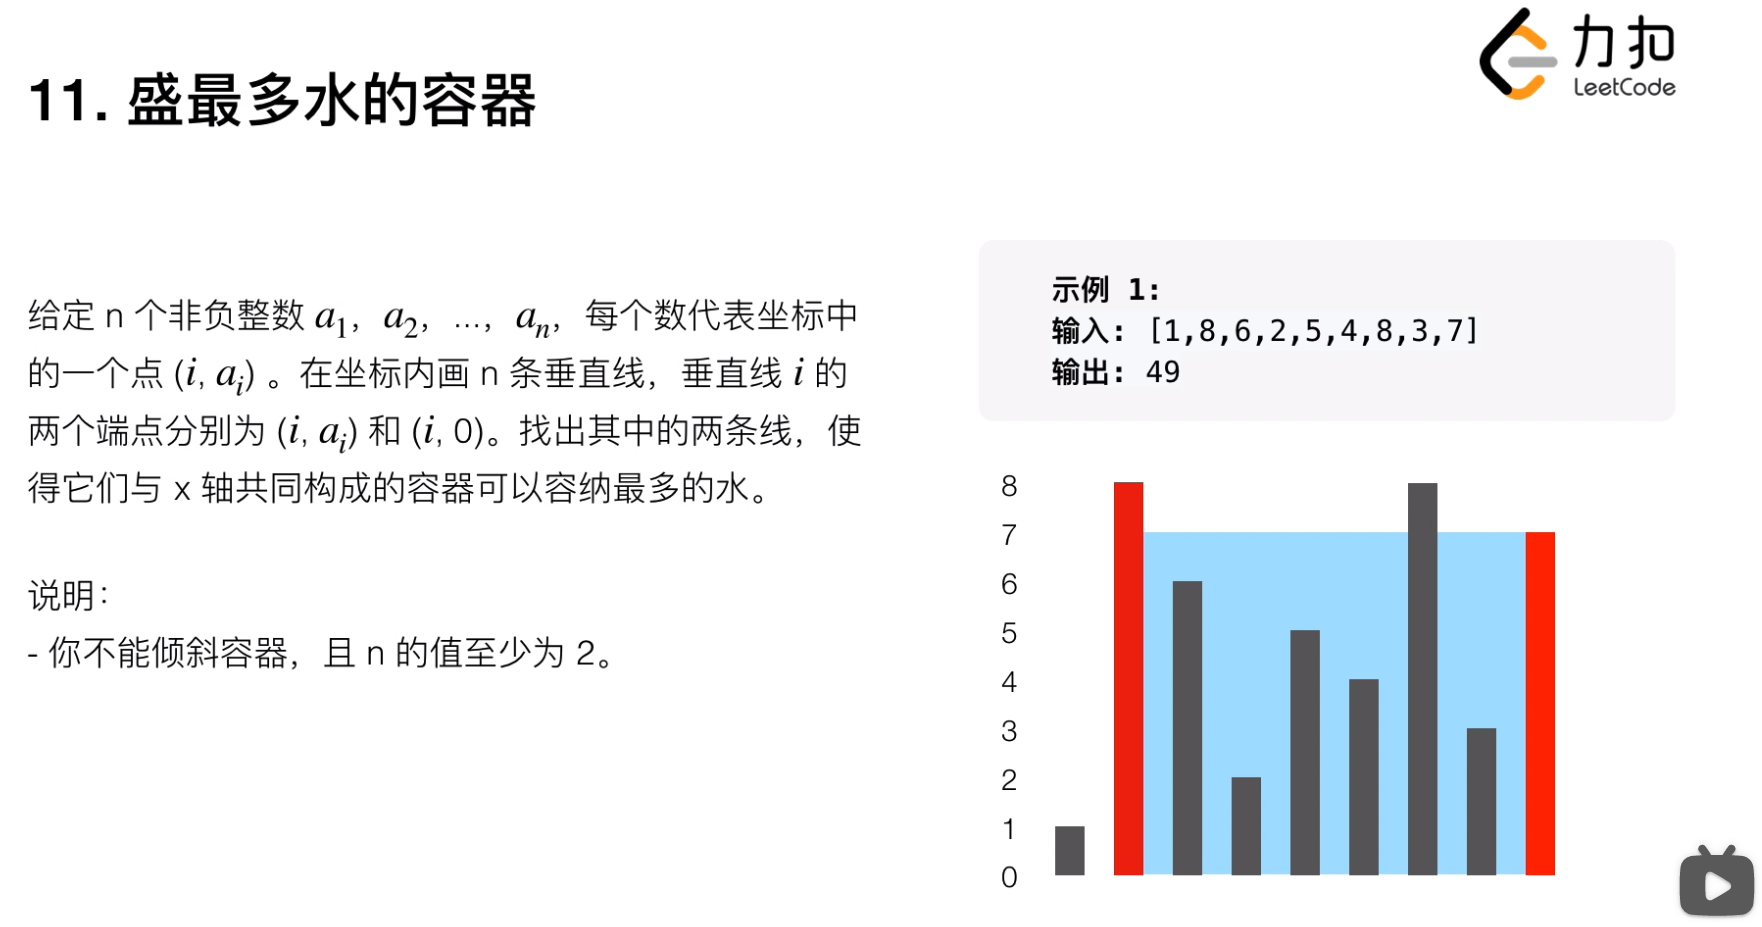 力扣
LeetCode
11. 盛最多水的容器
给定 n 个非负整数 a1，a2，...，an，每个数代表坐标中
的一个点 (i, ai) 。在坐标内画 n 条垂直线，垂直线 i 的
两个端点分别为 (i, ai) 和 (i, 0)。找出其中的两条线，使
得它们与 x 轴共同构成的容器可以容纳最多的水。
说明：
- 你不能倾斜容器，且 n 的值至少为 2。
示例 1:
输入: [1,8,6,2,5,4,8,3,7]
输出: 49
8
7
6
5
4
3
2
1
0